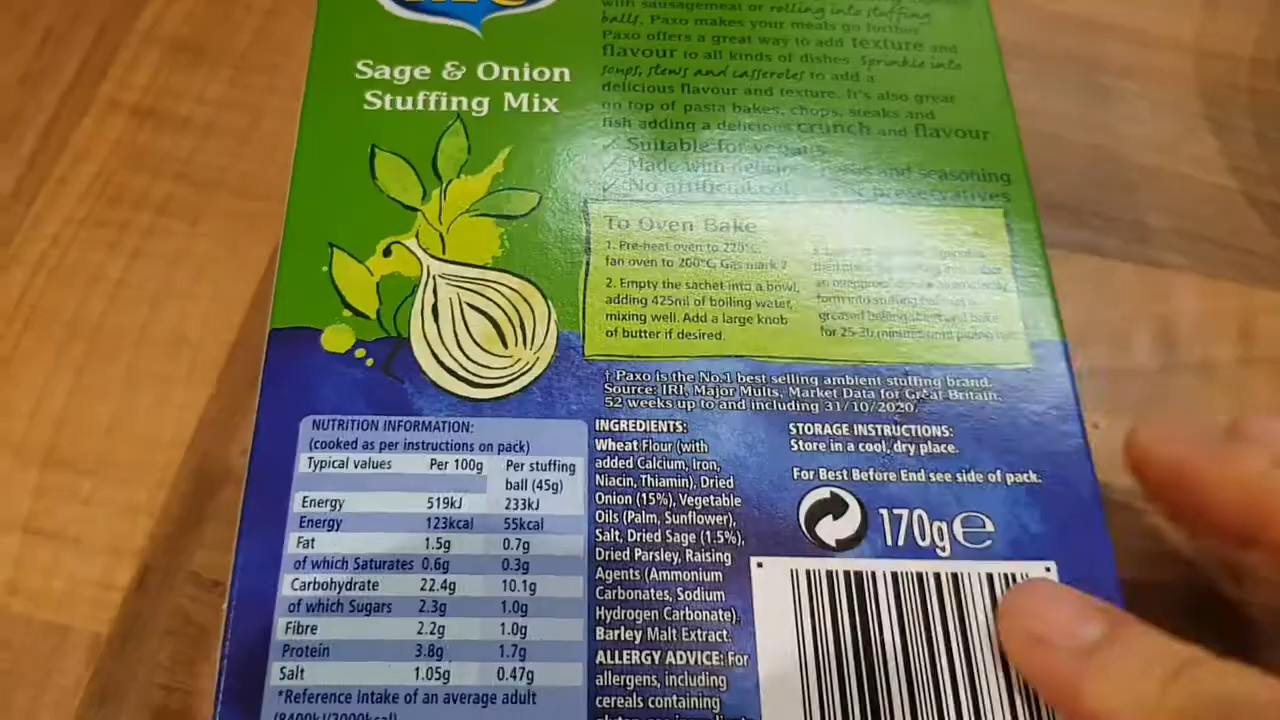 Sage & Onion
Stuffing Mix
with sausagemeat or rolling into stuffing
balls, Paxo makes your meals go further
Paxo offers a great way to add texture and
flavour to all kinds of dishes. Sprinkle into
soups, stews and casseroles to add a
delicious flavour and texture. It's also great
on top of pasta bakes, chops, steaks and
fish adding a delicious crunch and flavour
✓ Suitable for vegans
✓ Made with and seasoning
✓ No artificial preservatives
To Oven Bake
1. Pre-heat oven to 220°C,
fan oven to 200°C, Gas mark 7
2. Empty the sachet into a bowl,
adding 425ml of boiling water,
mixing well. Add a large knob
of butter if desired.
form into stuffing
greased baking and bake
for 25-30 minutes
† Paxo is the No.1 best selling ambient stuffing brand.
Source: IRI, Major Mults, Market Data for Great Britain,
52 weeks up to and including 31/10/2020.
NUTRITION INFORMATION:
(cooked as per instructions on pack)
Typical values Per 100g Per stuffing
ball (45g)
Energy 519kJ 233kJ
Energy 123kcal 55kcal
Fat 1.5g 0.7g
of which Saturates 0.6g 0.3g
Carbohydrate 22.4g 10.1g
of which Sugars 2.3g 1.0g
Fibre 2.2g 1.0g
Protein 3.8g 1.7g
Salt 1.05g 0.47g
*Reference Intake of an average adult
(8400kJ/2000kcal)
INGREDIENTS:
Wheat Flour (with
added Calcium, Iron,
Niacin, Thiamin), Dried
Onion (15%), Vegetable
Oils (Palm, Sunflower),
Salt, Dried Sage (1.5%),
Dried Parsley, Raising
Agents (Ammonium
Carbonates, Sodium
Hydrogen Carbonate),
Barley Malt Extract.
ALLERGY ADVICE: For
allergens, including
cereals containing
STORAGE INSTRUCTIONS:
Store in a cool, dry place.
For Best Before End see side of pack.
170g℮